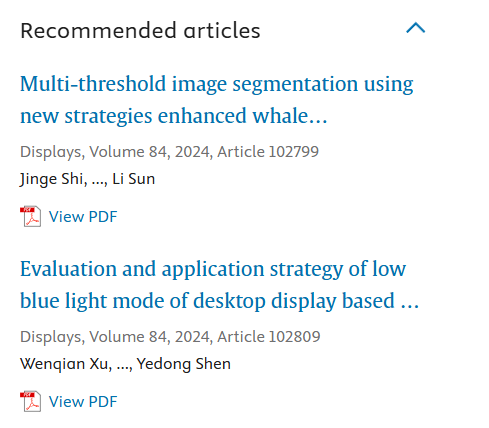 Recommended articles
Multi-threshold image segmentation using
new strategies enhanced whale…
Displays, Volume 84, 2024, Article 102799
Jinge Shi, …, Li Sun
PDF
View PDF
Evaluation and application strategy of low
blue light mode of desktop display based …
Displays, Volume 84, 2024, Article 102809
Wenqian Xu, …, Yedong Shen
PDF
View PDF